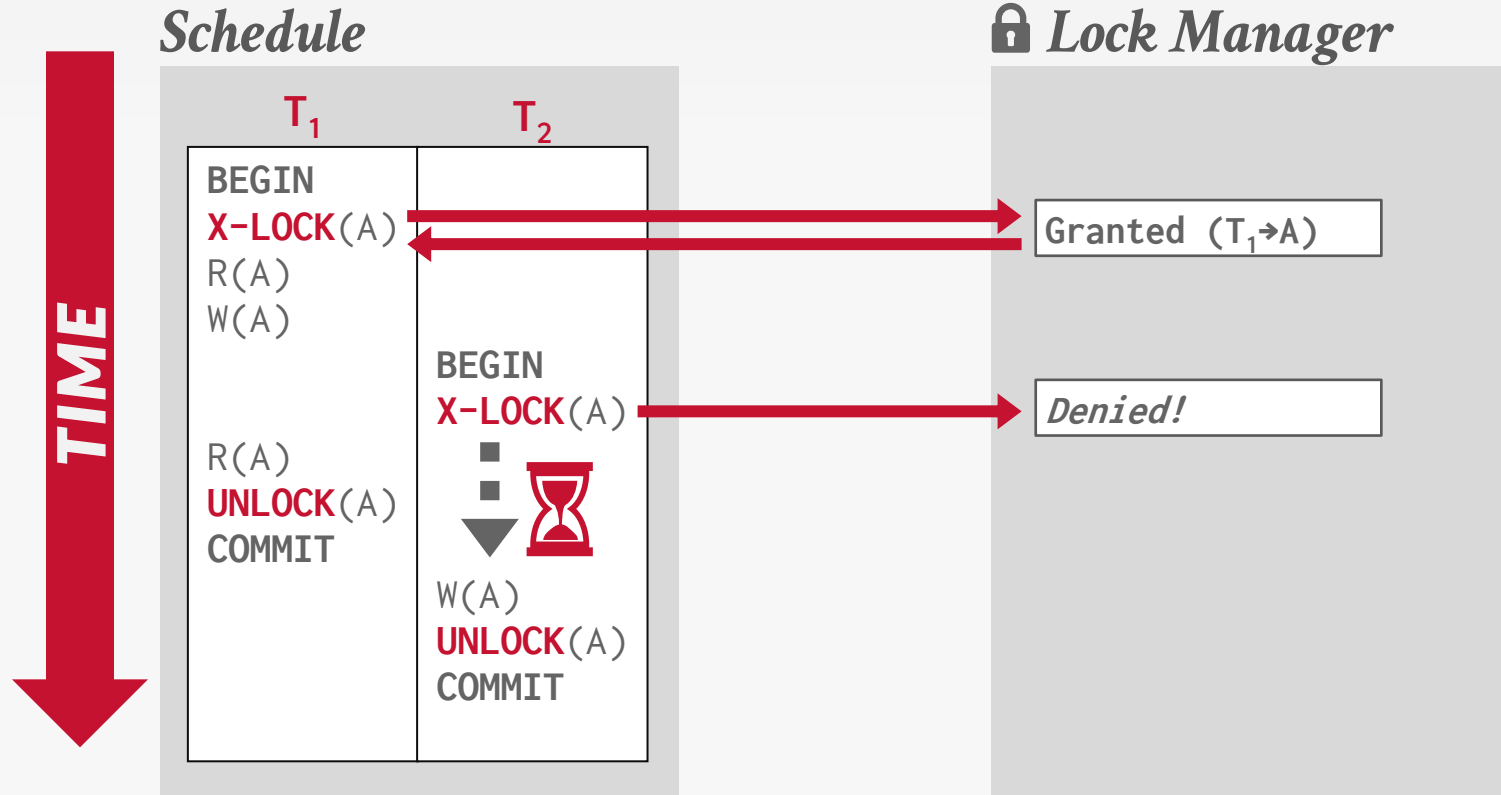 Schedule
Lock Manager
TIME
T₁
T₂
BEGIN
X-LOCK(A)
R(A)
W(A)
R(A)
UNLOCK(A)
COMMIT
BEGIN
X-LOCK(A)
W(A)
UNLOCK(A)
COMMIT
Granted (T₁→A)
Denied!